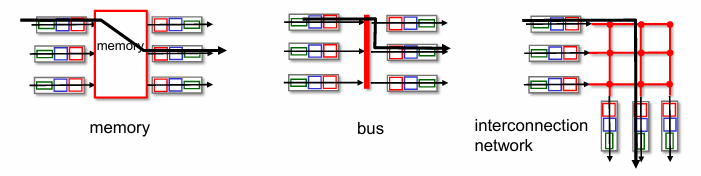 memory
memory
bus
interconnection
network